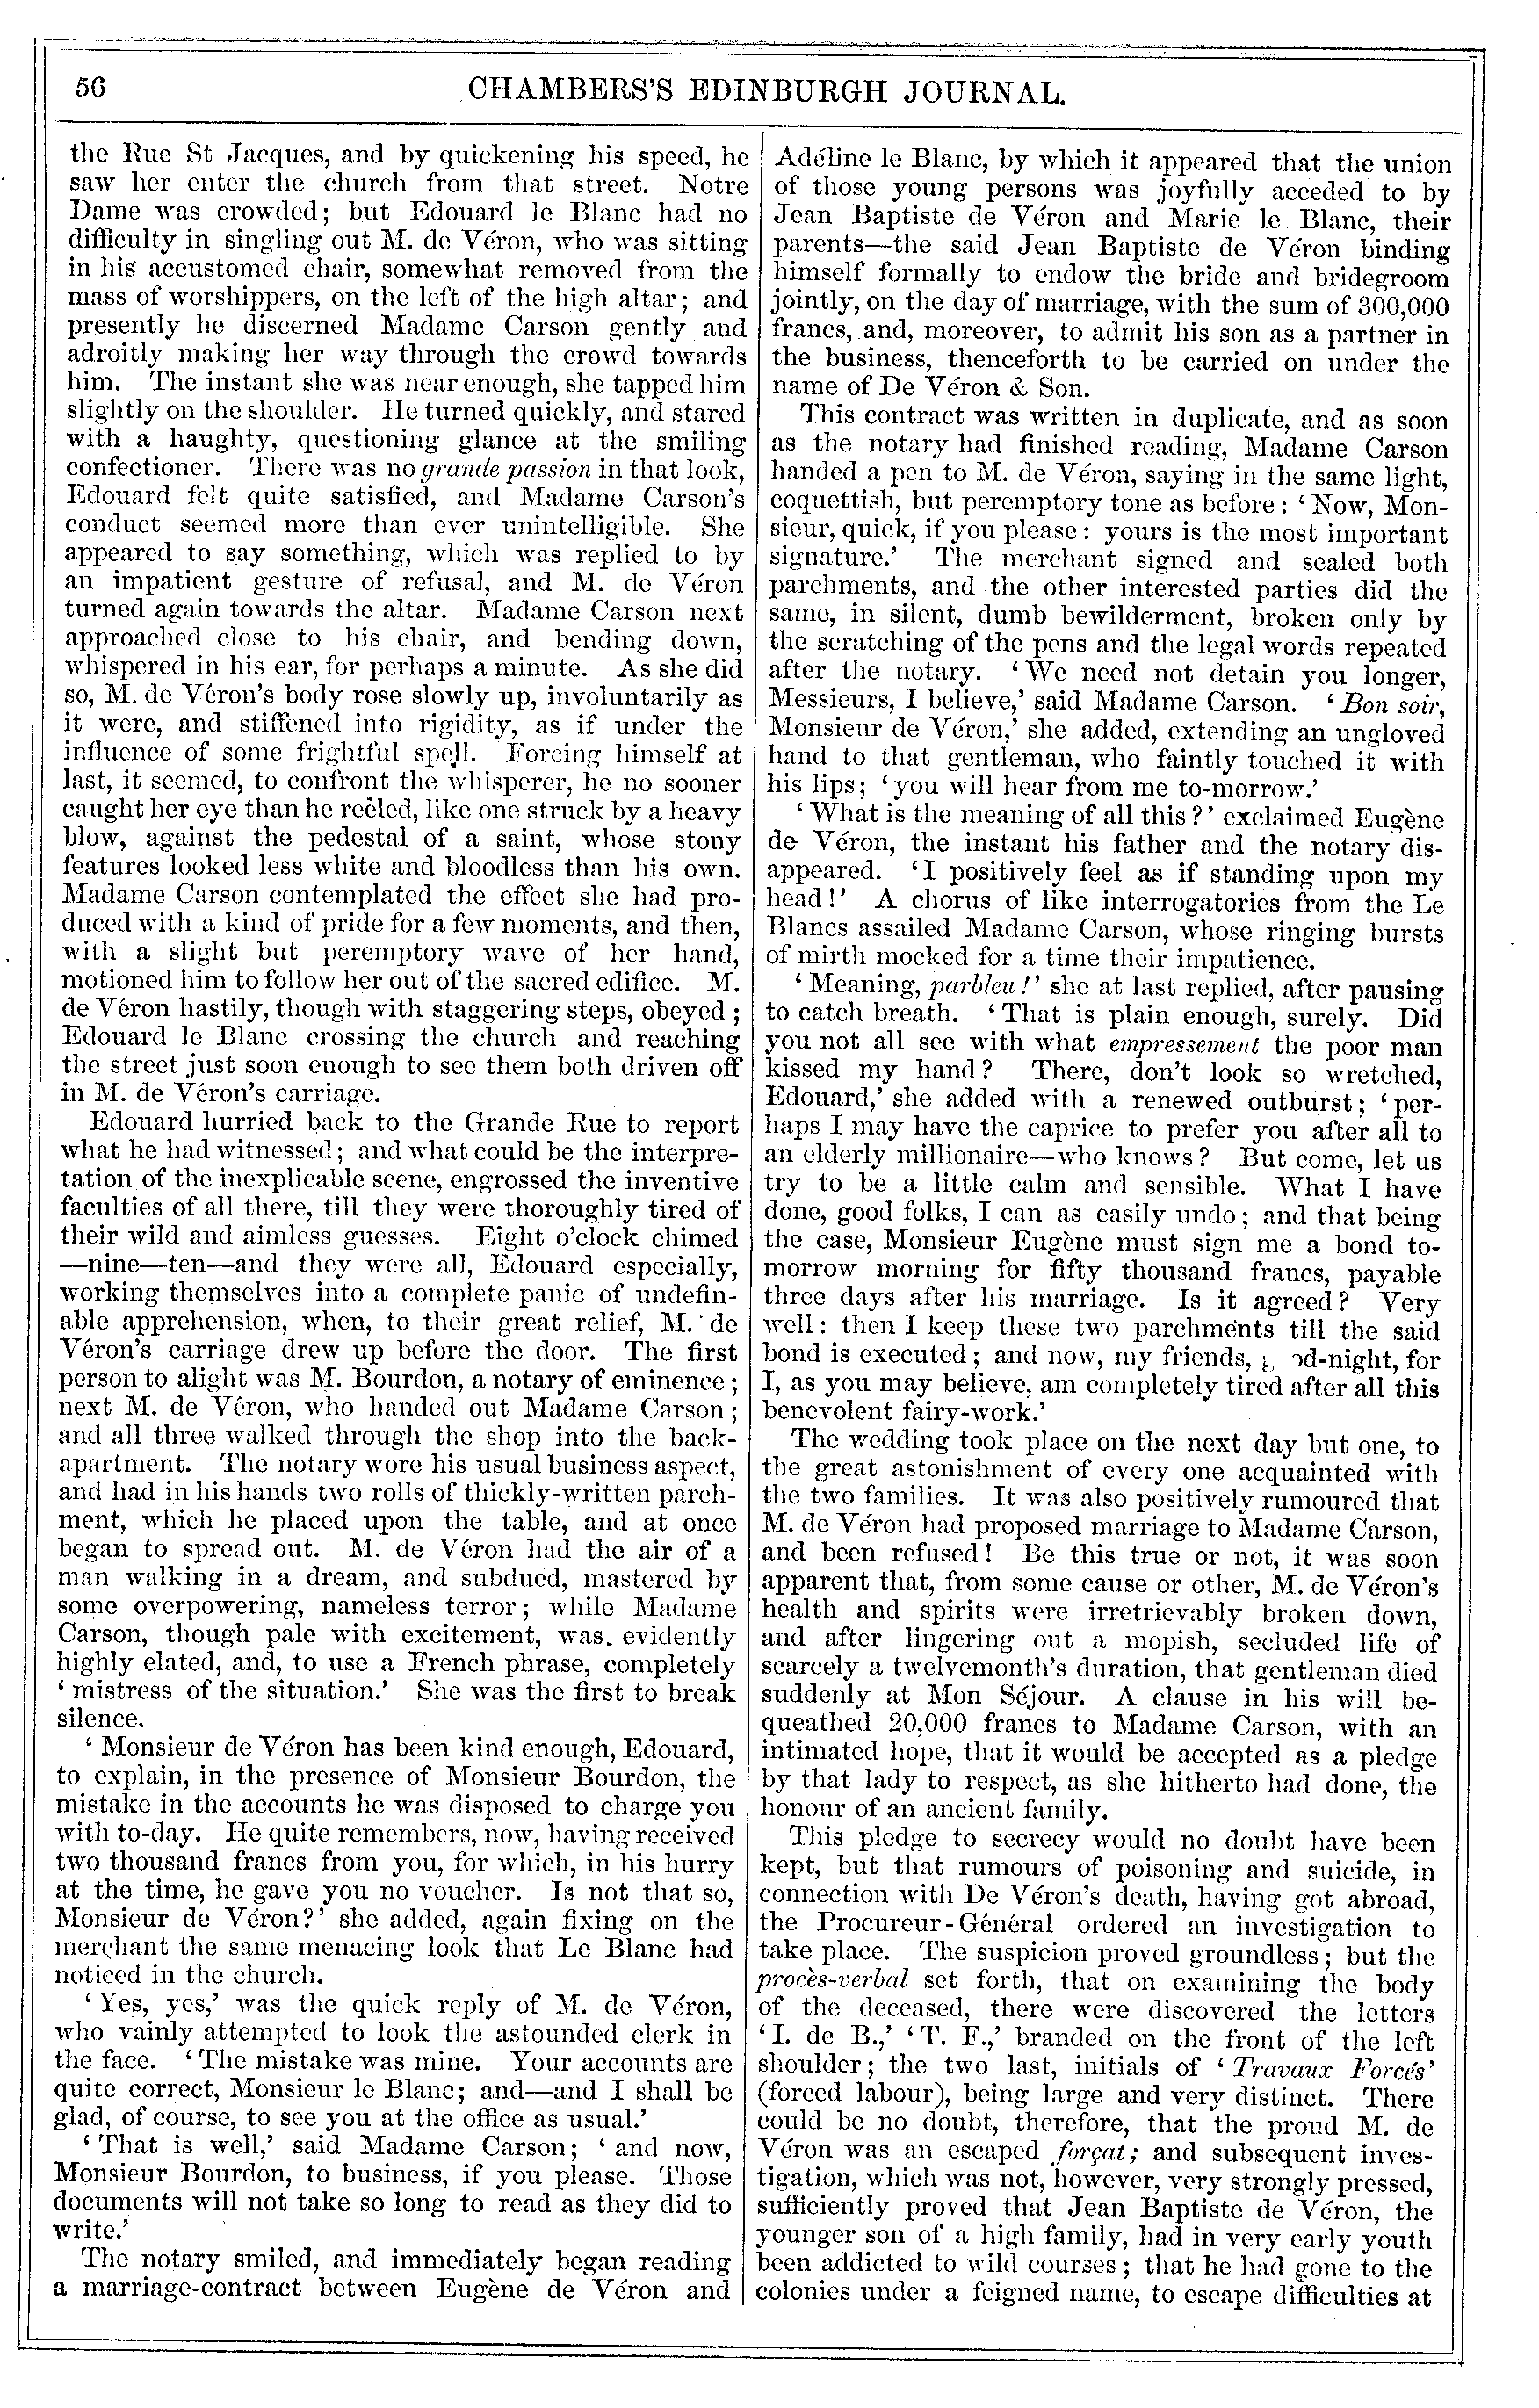 56
CHAMBERS'S EDINBURGH JOURNAL.
the Rue St Jacques, and by quickening his speed, he
saw her enter the church from that street. Notre
Dame was crowded; but Edouard le Blanc had no
difficulty in singling out M. de Véron, who was sitting
in his accustomed chair, somewhat removed from the
mass of worshippers, on the left of the high altar; and
presently he discerned Madame Carson gently and
adroitly making her way through the crowd towards
him. The instant she was near enough, she tapped him
slightly on the shoulder. He turned quickly, and stared
with a haughty, questioning glance at the smiling
confectioner. There was no grande passion in that look,
Edouard felt quite satisfied, and Madame Carson's
conduct seemed more than ever unintelligible. She
appeared to say something, which was replied to by
an impatient gesture of refusal, and M. de Véron
turned again towards the altar. Madame Carson next
approached close to his chair, and bending down,
whispered in his ear, for perhaps a minute. As she did
so, M. de Véron's body rose slowly up, involuntarily as
it were, and stiffened into rigidity, as if under the
influence of some frightful spell. Forcing himself at
last, it seemed, to confront the whisperer, he no sooner
caught her eye than he reeled, like one struck by a heavy
blow, against the pedestal of a saint, whose stony
features looked less white and bloodless than his own.
Madame Carson contemplated the effect she had pro-
duced with a kind of pride for a few moments, and then,
with a slight but peremptory wave of her hand,
motioned him to follow her out of the sacred edifice. M.
de Véron hastily, though with staggering steps, obeyed;
Edouard le Blanc crossing the church and reaching
the street just soon enough to see them both driven off
in M. de Véron's carriage.
Edouard hurried back to the Grande Rue to report
what he had witnessed; and what could be the interpre-
tation of the inexplicable scene, engrossed the inventive
faculties of all there, till they were thoroughly tired of
their wild and aimless guesses. Eight o'clock chimed
—nine—ten—and they were all, Edouard especially,
working themselves into a complete panic of undefin-
able apprehension, when, to their great relief, M. de
Véron's carriage drew up before the door. The first
person to alight was M. Bourdon, a notary of eminence;
next M. de Véron, who handed out Madame Carson;
and all three walked through the shop into the back-
apartment. The notary wore his usual business aspect,
and had in his hands two rolls of thickly-written parch-
ment, which he placed upon the table, and at once
began to spread out. M. de Véron had the air of a
man walking in a dream, and subdued, mastered by
some overpowering, nameless terror; while Madame
Carson, though pale with excitement, was evidently
highly elated, and, to use a French phrase, completely
'mistress of the situation.' She was the first to break
silence.
'Monsieur de Véron has been kind enough, Edouard,
to explain, in the presence of Monsieur Bourdon, the
mistake in the accounts he was disposed to charge you
with to-day. He quite remembers, now, having received
two thousand francs from you, for which, in his hurry
at the time, he gave you no voucher. Is not that so,
Monsieur de Véron?' she added, again fixing on the
merchant the same menacing look that Le Blanc had
noticed in the church.
'Yes, yes,' was the quick reply of M. de Véron,
who vainly attempted to look the astounded clerk in
the face. 'The mistake was mine. Your accounts are
quite correct, Monsieur le Blanc; and—and I shall be
glad, of course, to see you at the office as usual.'
'That is well,' said Madame Carson; 'and now,
Monsieur Bourdon, to business, if you please. Those
documents will not take so long to read as they did to
write.'
The notary smiled, and immediately began reading
a marriage-contract between Eugène de Véron and
Adéline le Blanc, by which it appeared that the union
of those young persons was joyfully acceded to by
Jean Baptiste de Véron and Marie le Blanc, their
parents—the said Jean Baptiste de Véron binding
himself formally to endow the bride and bridegroom
jointly, on the day of marriage, with the sum of 300,000
francs, and, moreover, to admit his son as a partner in
the business, thenceforth to be carried on under the
name of De Véron & Son.
This contract was written in duplicate, and as soon
as the notary had finished reading, Madame Carson
handed a pen to M. de Véron, saying in the same light,
coquettish, but peremptory tone as before: 'Now, Mon-
sieur, quick, if you please: yours is the most important
signature.' The merchant signed and sealed both
parchments, and the other interested parties did the
same, in silent, dumb bewilderment, broken only by
the scratching of the pens and the legal words repeated
after the notary. 'We need not detain you longer,
Messieurs, I believe,' said Madame Carson. 'Bon soir,
Monsieur de Véron,' she added, extending an ungloved
hand to that gentleman, who faintly touched it with
his lips; 'you will hear from me to-morrow.'
'What is the meaning of all this?' exclaimed Eugène
de Véron, the instant his father and the notary dis-
appeared. 'I positively feel as if standing upon my
head!' A chorus of like interrogatories from the Le
Blancs assailed Madame Carson, whose ringing bursts
of mirth mocked for a time their impatience.
'Meaning, parbleu!' she at last replied, after pausing
to catch breath. 'That is plain enough, surely. Did
you not all see with what empressement the poor man
kissed my hand? There, don't look so wretched,
Edouard,' she added with a renewed outburst; 'per-
haps I may have the caprice to prefer you after all to
an elderly millionaire—who knows? But come, let us
try to be a little calm and sensible. What I have
done, good folks, I can as easily undo; and that being
the case, Monsieur Eugène must sign me a bond to-
morrow morning for fifty thousand francs, payable
three days after his marriage. Is it agreed? Very
well: then I keep these two parchments till the said
bond is executed; and now, my friends, od-night, for
I, as you may believe, am completely tired after all this
benevolent fairy-work.'
The wedding took place on the next day but one, to
the great astonishment of every one acquainted with
the two families. It was also positively rumoured that
M. de Véron had proposed marriage to Madame Carson,
and been refused! Be this true or not, it was soon
apparent that, from some cause or other, M. de Véron's
health and spirits were irretrievably broken down,
and after lingering out a mopish, secluded life of
scarcely a twelvemonth's duration, that gentleman died
suddenly at Mon Séjour. A clause in his will be-
queathed 20,000 francs to Madame Carson, with an
intimated hope, that it would be accepted as a pledge
by that lady to respect, as she hitherto had done, the
honour of an ancient family.
This pledge to secrecy would no doubt have been
kept, but that rumours of poisoning and suicide, in
connection with De Véron's death, having got abroad,
the Procureur-Général ordered an investigation to
take place. The suspicion proved groundless; but the
procès-verbal set forth, that on examining the body
of the deceased, there were discovered the letters
'I. de B.,' 'T. F.,' branded on the front of the left
shoulder; the two last, initials of 'Travaux Forcés'
(forced labour), being large and very distinct. There
could be no doubt, therefore, that the proud M. de
Véron was an escaped forçat; and subsequent inves-
tigation, which was not, however, very strongly pressed,
sufficiently proved that Jean Baptiste de Véron, the
younger son of a high family, had in very early youth
been addicted to wild courses; that he had gone to the
colonies under a feigned name, to escape difficulties at